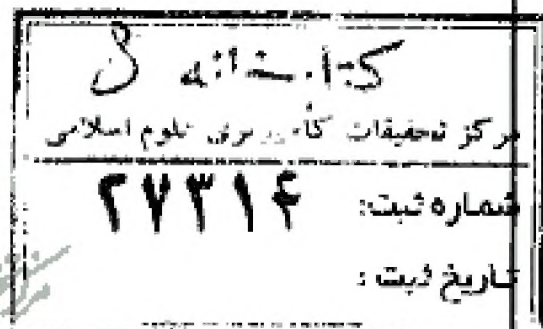 کتابخانه
مرکز تحقیقات کامپیوتری علوم اسلامی
شماره ثبت: ۲۷۳۱۴
تاریخ ثبت :